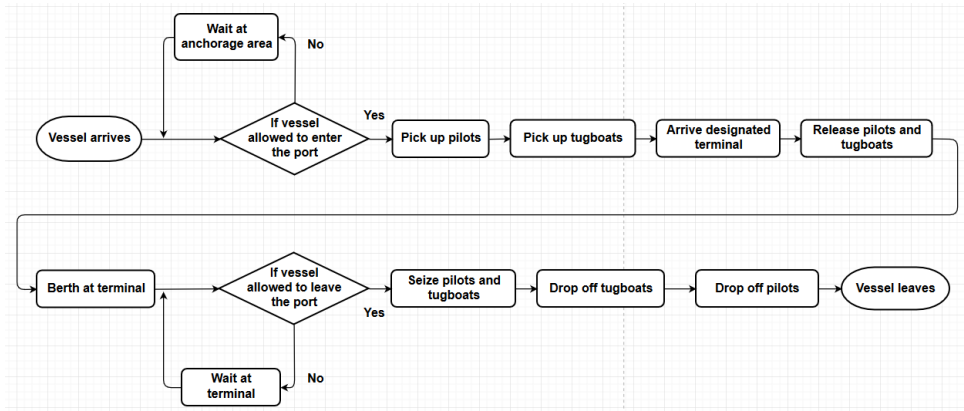 Wait at
anchorage area
No
Vessel arrives
If vessel
allowed to enter
the port
Yes
Pick up pilots
Pick up tugboats
Arrive designated
terminal
Release pilots and
tugboats
Berth at terminal
If vessel
allowed to leave
the port
Yes
Seize pilots and
tugboats
Drop off tugboats
Drop off pilots
Vessel leaves
Wait at
terminal
No